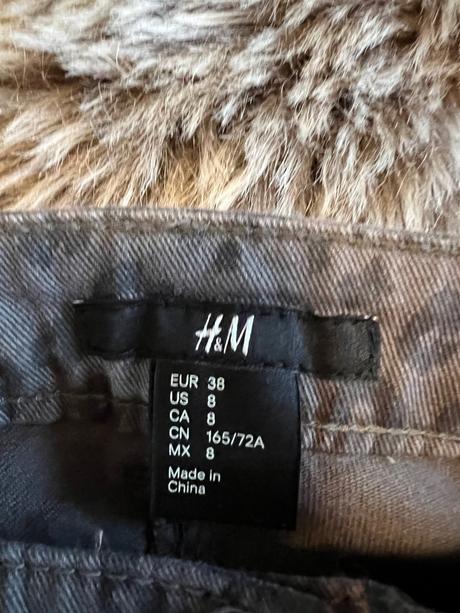 H&M
EUR 38
US 8
CA 8
CN 165/72A
MX 8
Made in
China